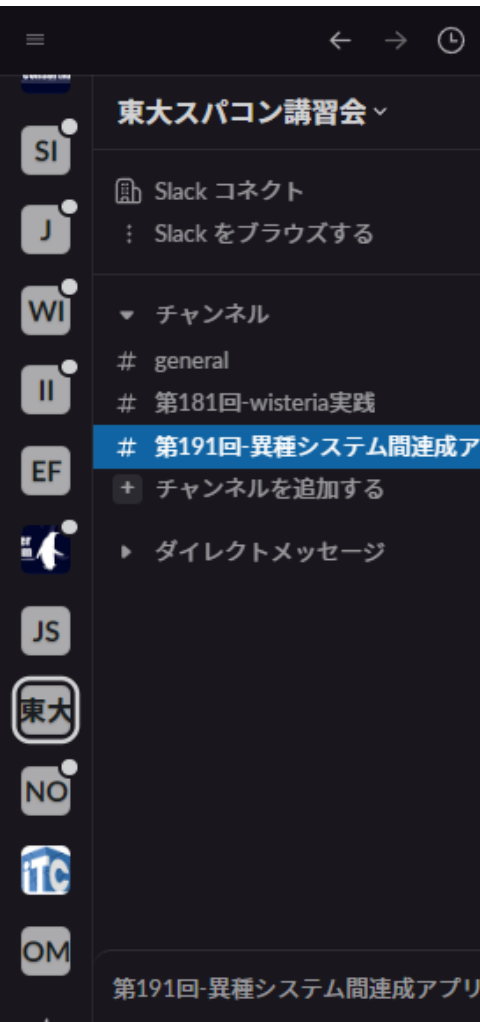 東大スパコン講習会
Slack コネクト
Slack をブラウズする
チャンネル
# general
# 第181回-wisteria実践
# 第191回-異種システム間連成ア
+ チャンネルを追加する
ダイレクトメッセージ
第191回-異種システム間連成アプリ
SI
J
WI
II
EF
JS
東大
NO
iTC
OM